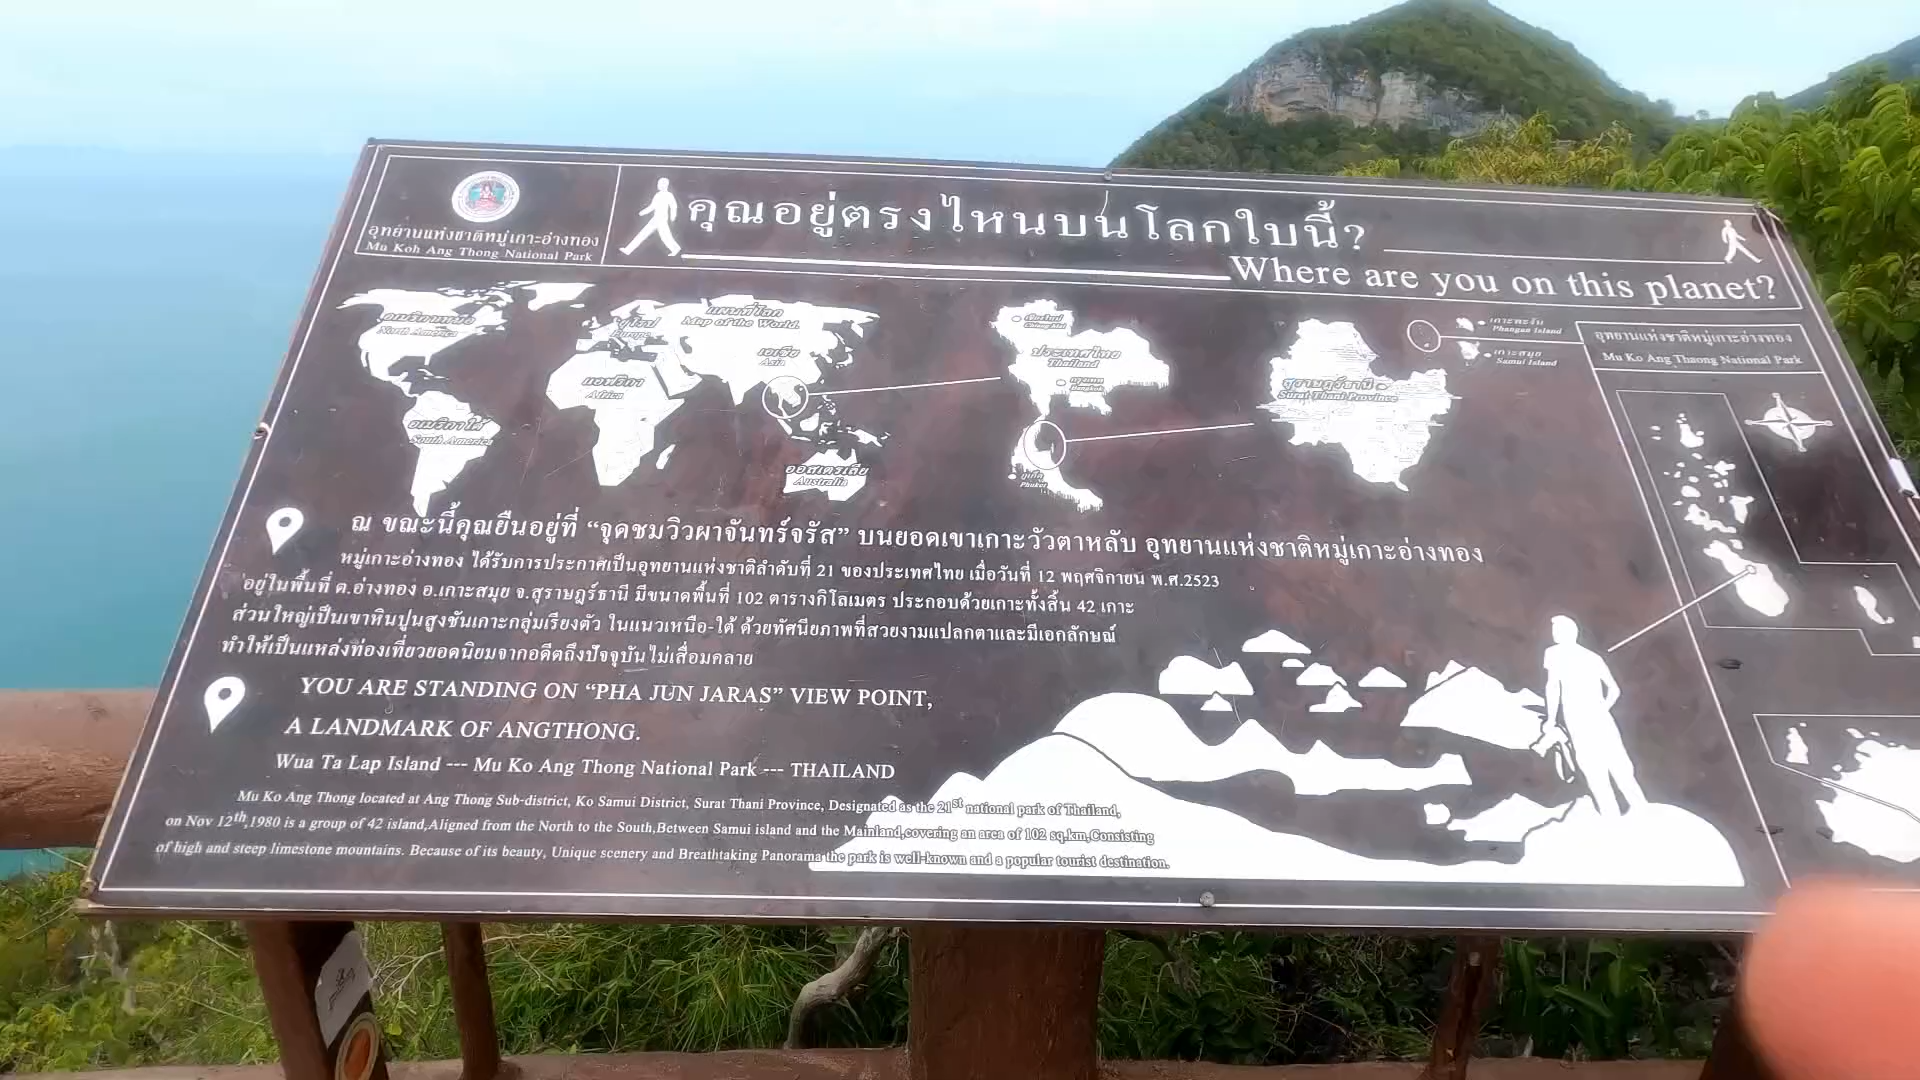 อุทยานแห่งชาติหมู่เกาะอ่างทอง
Mu Koh Ang Thong National Park
คุณอยู่ตรงไหนบนโลกใบนี้?
Where are you on this planet?
อเมริกาเหนือ
North America
ยุโรป
Europe
แผนที่โลก
Map of the World.
เอเชีย
Asia
แอฟริกา
Africa
อเมริกาใต้
South America
ออสเตรเลีย
Australia
เชียงใหม่
Chiang Mai
ประเทศไทย
Thailand
กรุงเทพ
Bangkok
ภูเก็ต
Phuket
สุราษฎร์ธานี
Surat Thani Province
เกาะพะงัน
Phangan Island
เกาะสมุย
Samui Island
อุทยานแห่งชาติหมู่เกาะอ่างทอง
Mu Ko Ang Thaong National Park
ณ ขณะนี้คุณยืนอยู่ที่ “จุดชมวิวผาจันทร์จรัส” บนยอดเขาเกาะวัวตาหลับ อุทยานแห่งชาติหมู่เกาะอ่างทอง
หมู่เกาะอ่างทอง ได้รับการประกาศเป็นอุทยานแห่งชาติลำดับที่ 21 ของประเทศไทย เมื่อวันที่ 12 พฤศจิกายน พ.ศ.2523
อยู่ในพื้นที่ ต.อ่างทอง อ.เกาะสมุย จ.สุราษฎร์ธานี มีขนาดพื้นที่ 102 ตารางกิโลเมตร ประกอบด้วยเกาะทั้งสิ้น 42 เกาะ
ส่วนใหญ่เป็นเขาหินปูนสูงชันเกาะกลุ่มเรียงตัว ในแนวเหนือ-ใต้ ด้วยทัศนียภาพที่สวยงามแปลกตาและมีเอกลักษณ์
ทำให้เป็นแหล่งท่องเที่ยวยอดนิยมจากอดีตถึงปัจจุบันไม่เสื่อมคลาย
YOU ARE STANDING ON “PHA JUN JARAS” VIEW POINT,
A LANDMARK OF ANGTHONG.
Wua Ta Lap Island --- Mu Ko Ang Thong National Park --- THAILAND
Mu Ko Ang Thong located at Ang Thong Sub-district, Ko Samui District, Surat Thani Province, Designated as the 21st national park of Thailand,
on Nov 12th,1980 is a group of 42 island,Aligned from the North to the South,Between Samui island and the Mainland,covering an area of 102 sq.km,Consisting
of high and steep limestone mountains. Because of its beauty, Unique scenery and Breathtaking Panorama the park is well-known and a popular tourist destination.